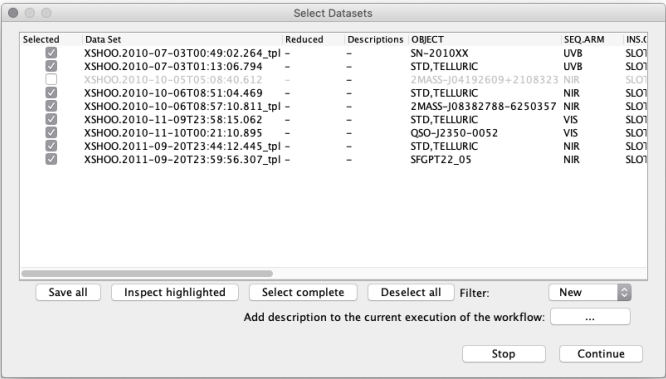 Select Datasets
Selected Data Set Reduced Descriptions OBJECT SEQ.ARM INS.O
XSHOO.2010-07-03T00:49:02.264_tpl – – SN-2010XX UVB SLOT
XSHOO.2010-07-03T01:13:06.794 – – STD,TELLURIC UVB SLOT
XSHOO.2010-10-05T05:08:40.612 – – 2MASS-J04192609+2108323 NIR SLOT
XSHOO.2010-10-06T08:51:04.469 – – STD,TELLURIC NIR SLOT
XSHOO.2010-10-06T08:57:10.811_tpl – – 2MASS-J08382788-6250357 NIR SLOT
XSHOO.2010-11-09T23:58:15.062 – – STD,TELLURIC VIS SLOT
XSHOO.2010-11-10T00:21:10.895 – – QSO-J2350-0052 VIS SLOT
XSHOO.2011-09-20T23:44:12.445_tpl – – STD,TELLURIC NIR SLOT
XSHOO.2011-09-20T23:59:56.307_tpl – – SFGPT22_05 NIR SLOT
Save all Inspect highlighted Select complete Deselect all Filter: New
Add description to the current execution of the workflow: ...
Stop Continue